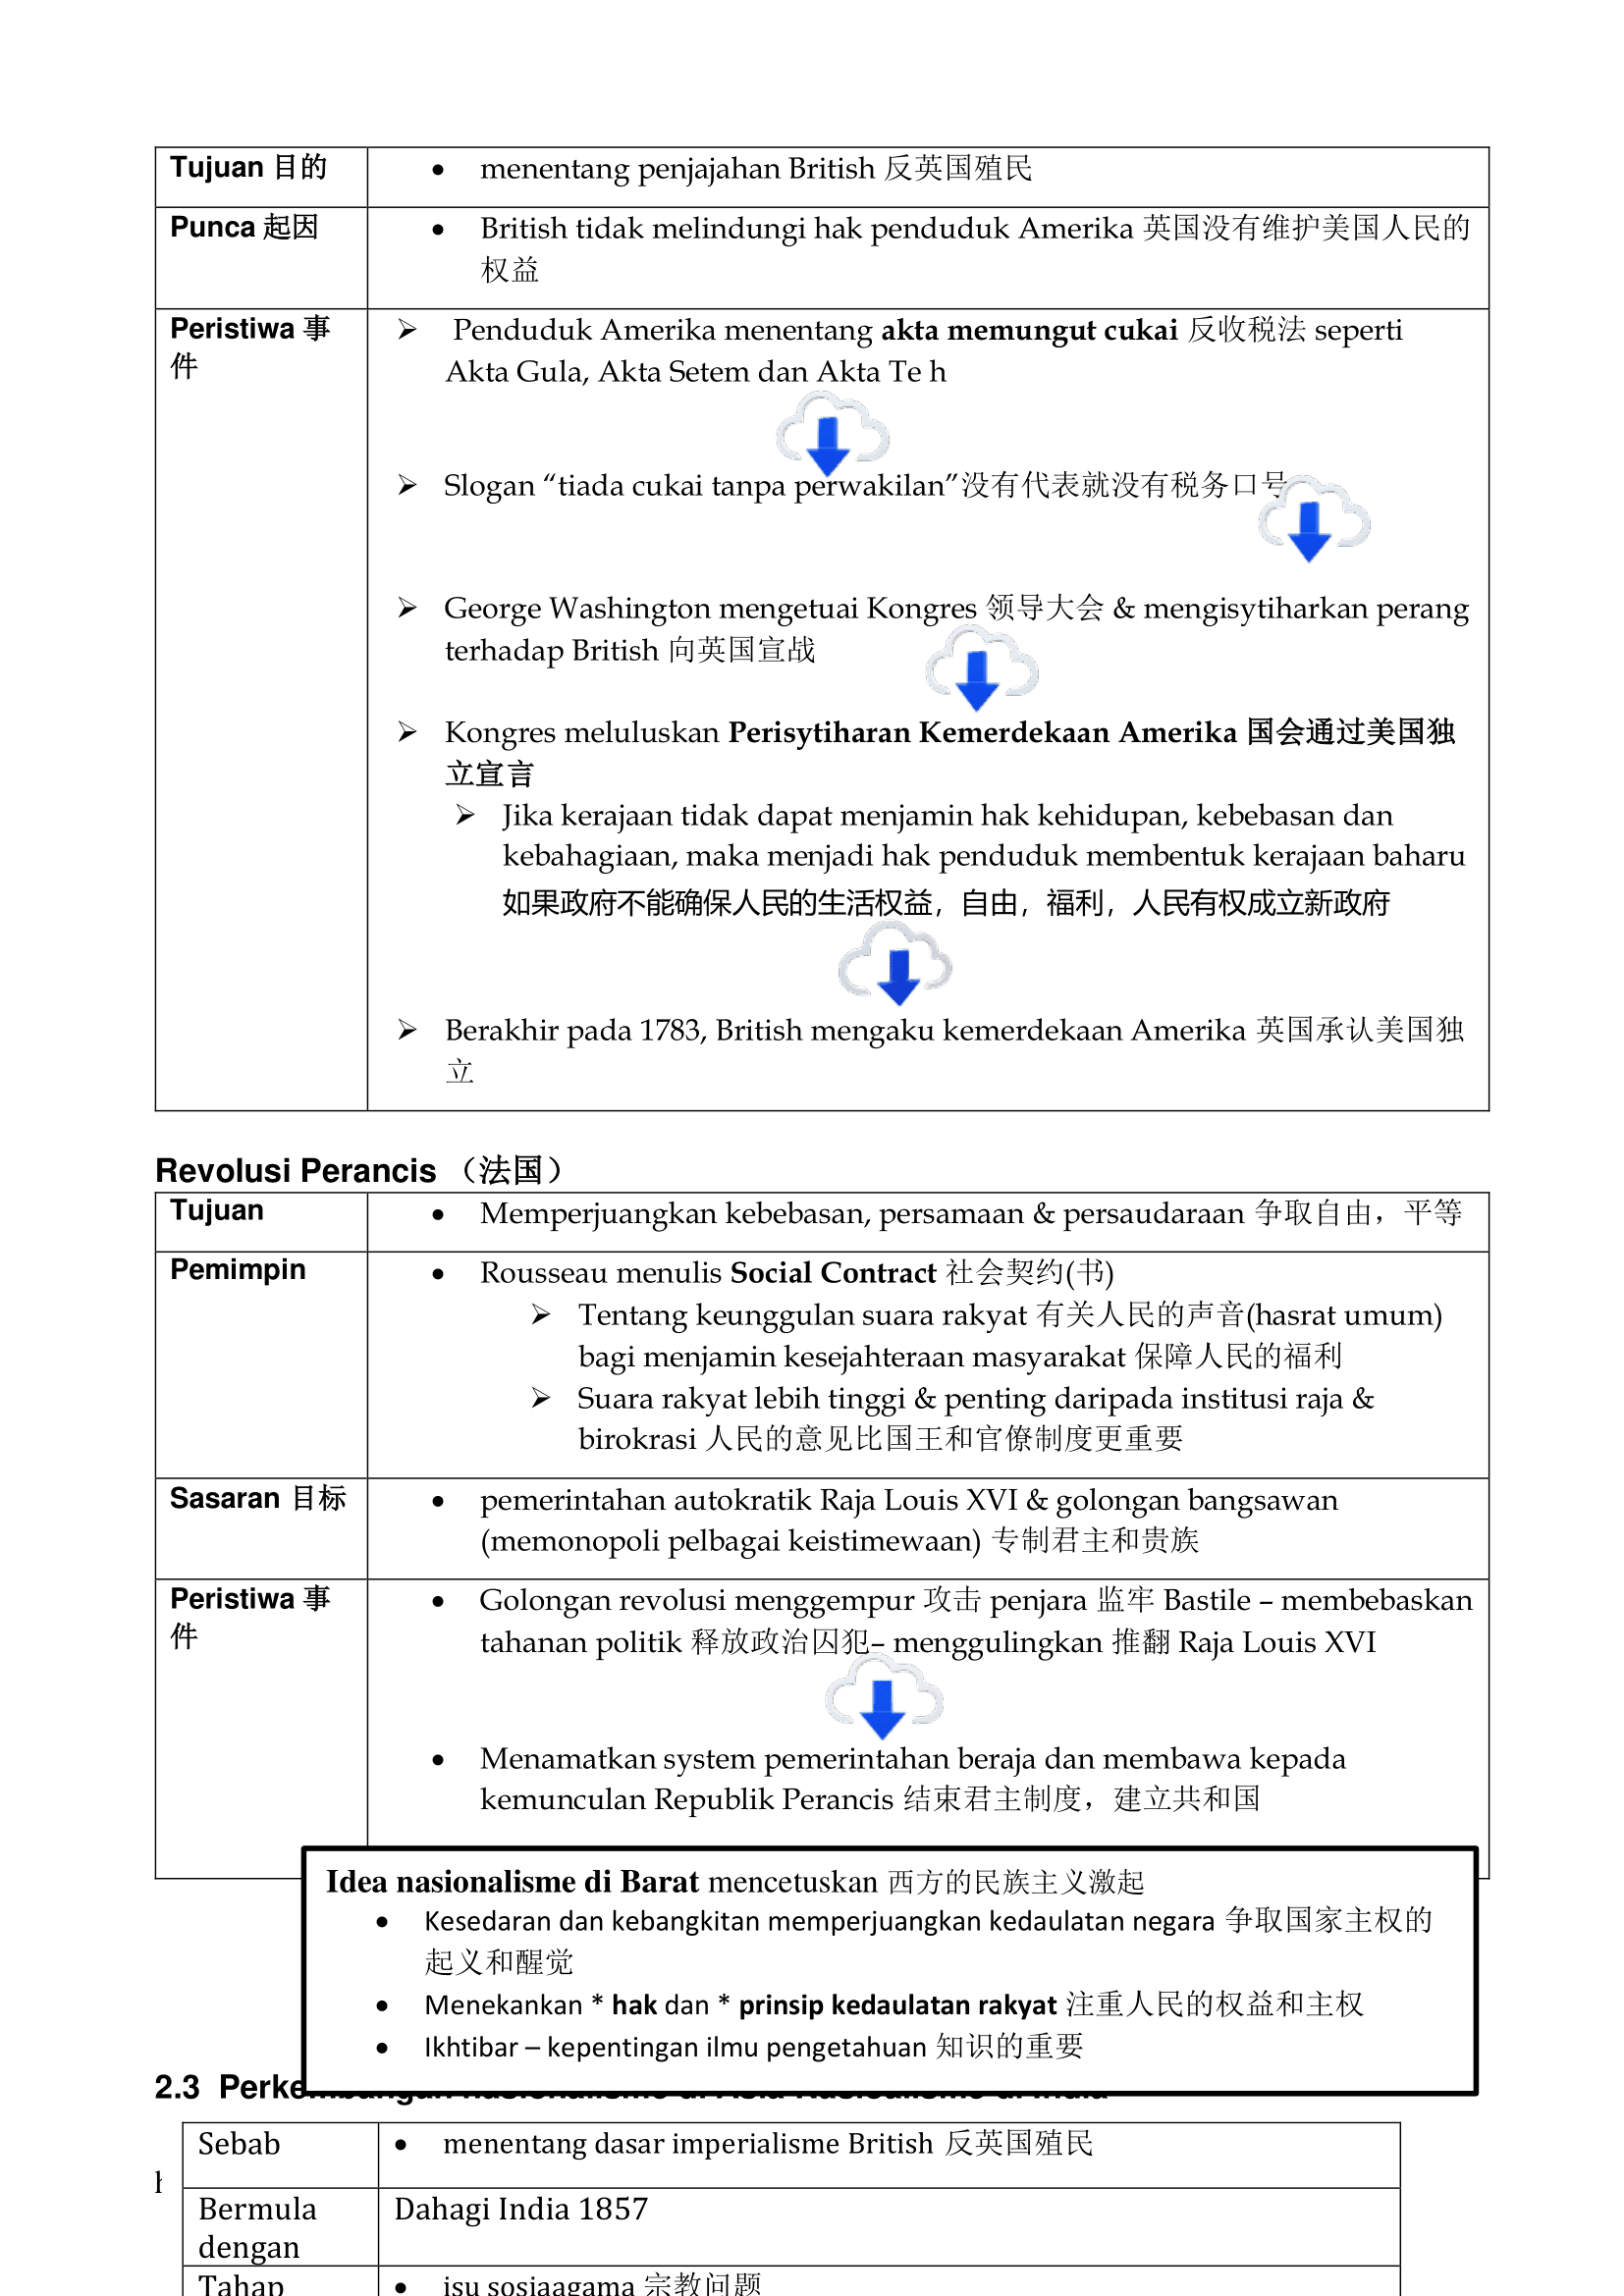 Tujuan 目的
menentang penjajahan British 反英国殖民
Punca 起因
British tidak melindungi hak penduduk Amerika 英国没有维护美国人民的
权益
Peristiwa 事
件
Penduduk Amerika menentang akta memungut cukai 反收税法 seperti
Akta Gula, Akta Setem dan Akta Te h
Slogan “tiada cukai tanpa perwakilan”没有代表就没有税务口号
George Washington mengetuai Kongres 领导大会 & mengisytiharkan perang
terhadap British 向英国宣战
Kongres meluluskan Perisytiharan Kemerdekaan Amerika 国会通过美国独
立宣言
Jika kerajaan tidak dapat menjamin hak kehidupan, kebebasan dan
kebahagiaan, maka menjadi hak penduduk membentuk kerajaan baharu
如果政府不能确保人民的生活权益，自由，福利，人民有权成立新政府
Berakhir pada 1783, British mengaku kemerdekaan Amerika 英国承认美国独
立
Revolusi Perancis （法国）
Tujuan
Memperjuangkan kebebasan, persamaan & persaudaraan 争取自由，平等
Pemimpin
Rousseau menulis Social Contract 社会契约(书)
Tentang keunggulan suara rakyat 有关人民的声音(hasrat umum)
bagi menjamin kesejahteraan masyarakat 保障人民的福利
Suara rakyat lebih tinggi & penting daripada institusi raja &
birokrasi 人民的意见比国王和官僚制度更重要
Sasaran 目标
pemerintahan autokratik Raja Louis XVI & golongan bangsawan
(memonopoli pelbagai keistimewaan) 专制君主和贵族
Peristiwa 事
件
Golongan revolusi menggempur 攻击 penjara 监牢 Bastile – membebaskan
tahanan politik 释放政治囚犯– menggulingkan 推翻 Raja Louis XVI
Menamatkan system pemerintahan beraja dan membawa kepada
kemunculan Republik Perancis 结束君主制度，建立共和国
Idea nasionalisme di Barat mencetuskan 西方的民族主义激起
Kesedaran dan kebangkitan memperjuangkan kedaulatan negara 争取国家主权的
起义和醒觉
Menekankan * hak dan * prinsip kedaulatan rakyat 注重人民的权益和主权
Ikhtibar – kepentingan ilmu pengetahuan 知识的重要
2.3 Perkembangan nasionalisme di Asia Nasioalisme di India
Sebab
menentang dasar imperialisme British 反英国殖民
Bermula
dengan
Dahagi India 1857
Tahap
isu sosiaagama 宗教问题